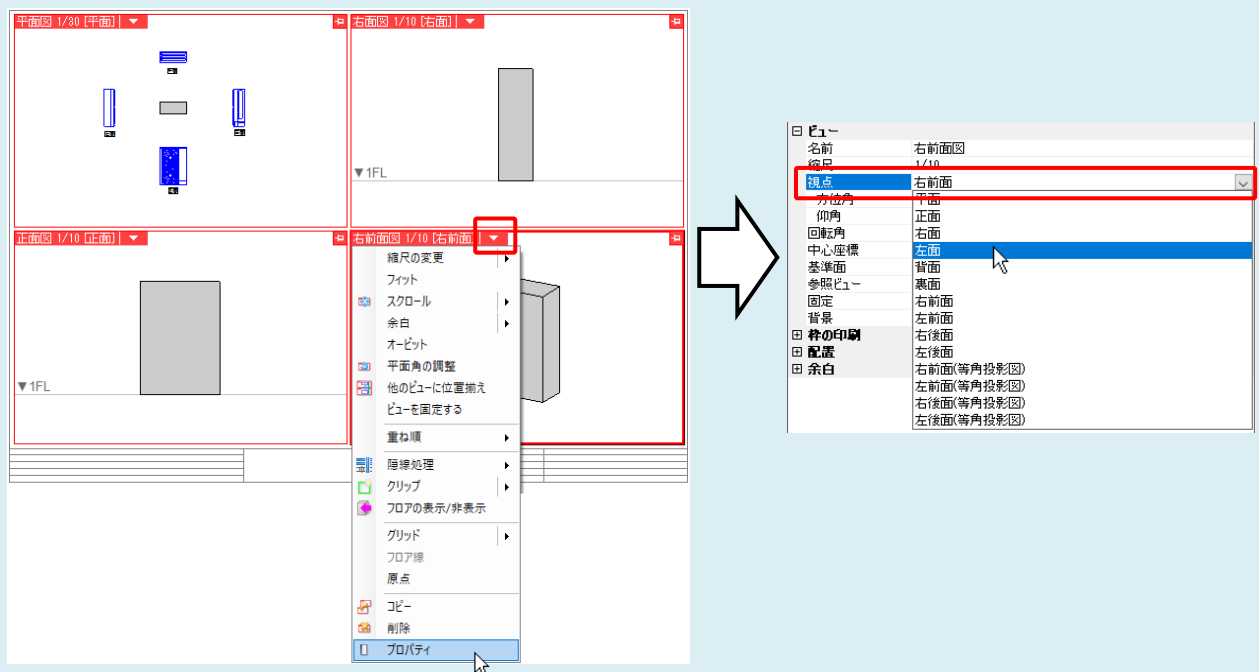 平面図 1/30 [平面]
右面図 1/10 [右面]
▼1FL
正面図 1/10 [正面]
▼1FL
右前面図 1/10 [右前面]
縮尺の変更
フィット
スクロール
余白
オービット
平面角の調整
他のビューに位置揃え
ビューを固定する
重ね順
隠線処理
クリップ
フロアの表示/非表示
グリッド
フロア線
原点
コピー
削除
プロパティ
ビュー
名前 右前面図
縮尺 1/10
視点 右前面
方位角 平面
仰角 正面
回転角 右面
中心座標 左面
基準面 背面
参照ビュー 裏面
固定 右前面
背景 左前面
枠の印刷 右後面
配置 左後面
余白 右前面(等角投影図)
左前面(等角投影図)
右後面(等角投影図)
左後面(等角投影図)